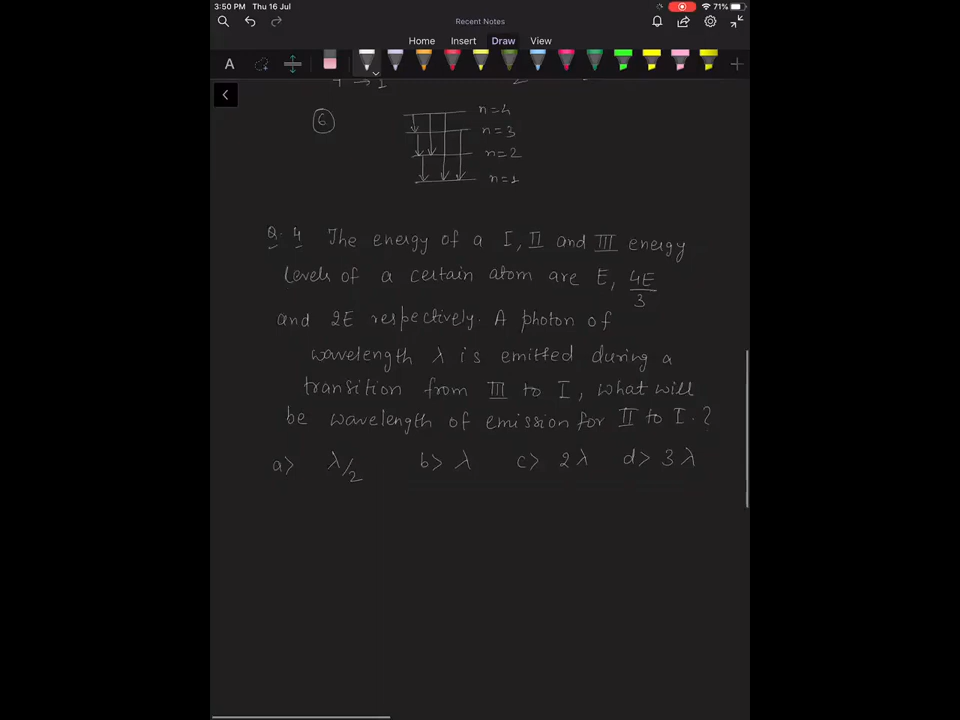 3:50 PM Thu 16 Jul
71%
Recent Notes
Home Insert Draw View
A
4 → 1
6
n=4
n=3
n=2
n=1
Q. 4 The energy of a I, II and III energy
levels of a certain atom are E, 4E/3
and 2E respectively. A photon of
wavelength λ is emitted during a
transition from III to I, what will
be wavelength of emission for II to I.?
a> λ/2 b> λ c> 2λ d> 3λ